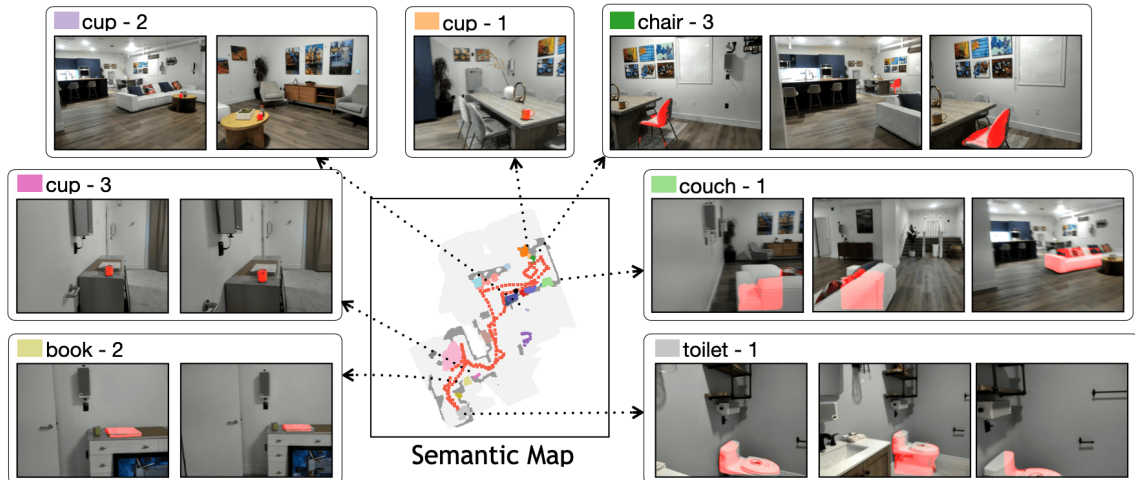 cup - 2
cup - 1
chair - 3
cup - 3
couch - 1
book - 2
toilet - 1
Semantic Map